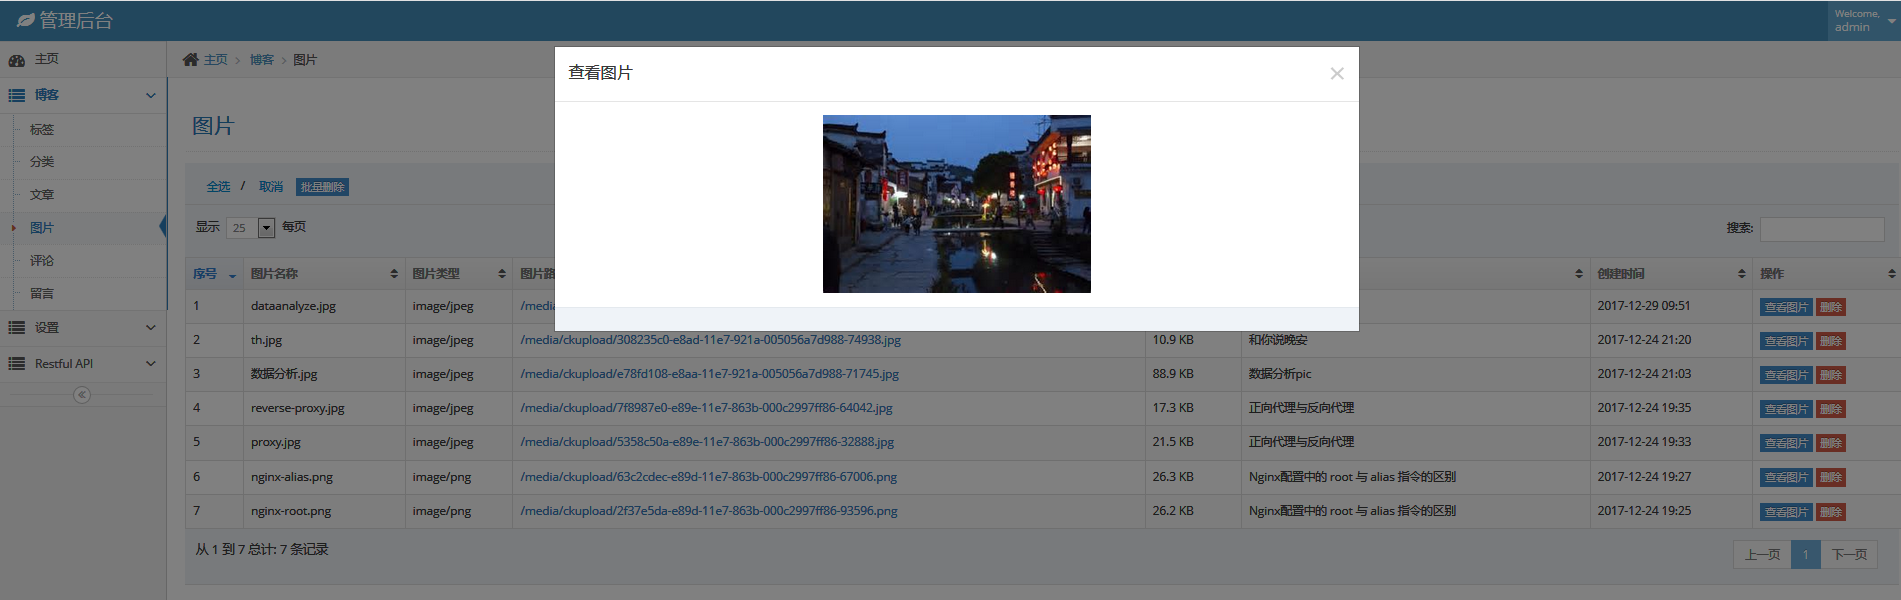 管理后台
Welcome,
admin
主页
博客
标签
分类
文章
图片
评论
留言
设置
Restful API
主页 > 博客 > 图片
查看图片
×
图片
全选 / 取消 批量删除
显示 25 每页
搜索:
序号 图片名称 图片类型 创建时间 操作
1 dataanalyze.jpg image/jpeg 2017-12-29 09:51 查看图片 删除
2 th.jpg image/jpeg /media/ckupload/308235c0-e8ad-11e7-921a-005056a7d988-74938.jpg 10.9 KB 和你说晚安 2017-12-24 21:20 查看图片 删除
3 数据分析.jpg image/jpeg /media/ckupload/e78fd108-e8aa-11e7-921a-005056a7d988-71745.jpg 88.9 KB 数据分析pic 2017-12-24 21:03 查看图片 删除
4 reverse-proxy.jpg image/jpeg /media/ckupload/7f8987e0-e89e-11e7-863b-000c2997ff86-64042.jpg 17.3 KB 正向代理与反向代理 2017-12-24 19:35 查看图片 删除
5 proxy.jpg image/jpeg /media/ckupload/5358c50a-e89e-11e7-863b-000c2997ff86-32888.jpg 21.5 KB 正向代理与反向代理 2017-12-24 19:33 查看图片 删除
6 nginx-alias.png image/png /media/ckupload/63c2cdec-e89d-11e7-863b-000c2997ff86-67006.png 26.3 KB Nginx配置中的 root 与 alias 指令的区别 2017-12-24 19:27 查看图片 删除
7 nginx-root.png image/png /media/ckupload/2f37e5da-e89d-11e7-863b-000c2997ff86-93596.png 26.2 KB Nginx配置中的 root 与 alias 指令的区别 2017-12-24 19:25 查看图片 删除
从 1 到 7 总计: 7 条记录
上一页 1 下一页